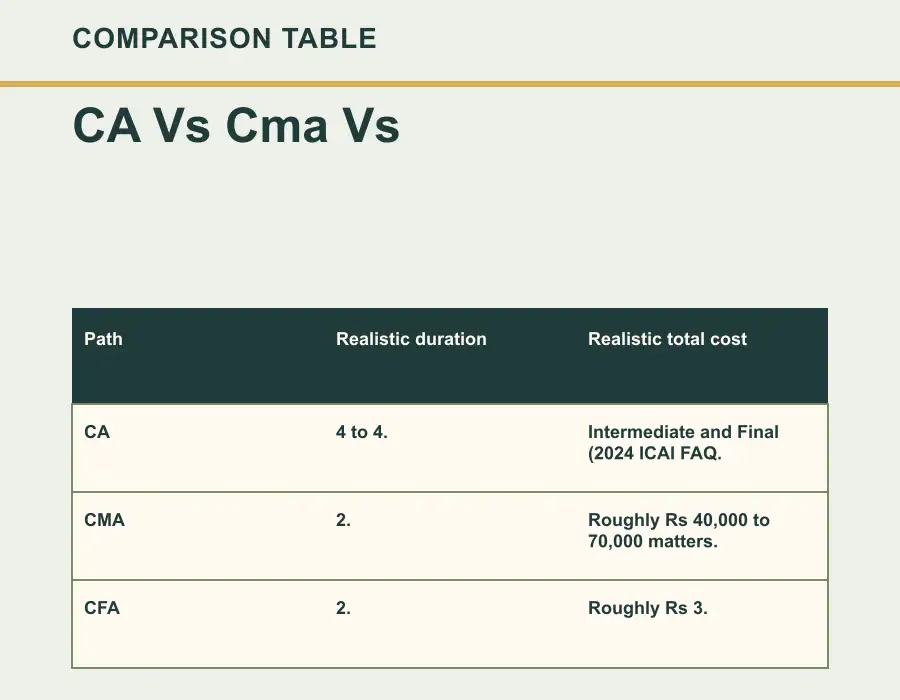 COMPARISON TABLE
CA Vs Cma Vs
Path Realistic duration Realistic total cost
CA 4 to 4. Intermediate and Final
(2024 ICAI FAQ.
CMA 2. Roughly Rs 40,000 to
70,000 matters.
CFA 2. Roughly Rs 3.